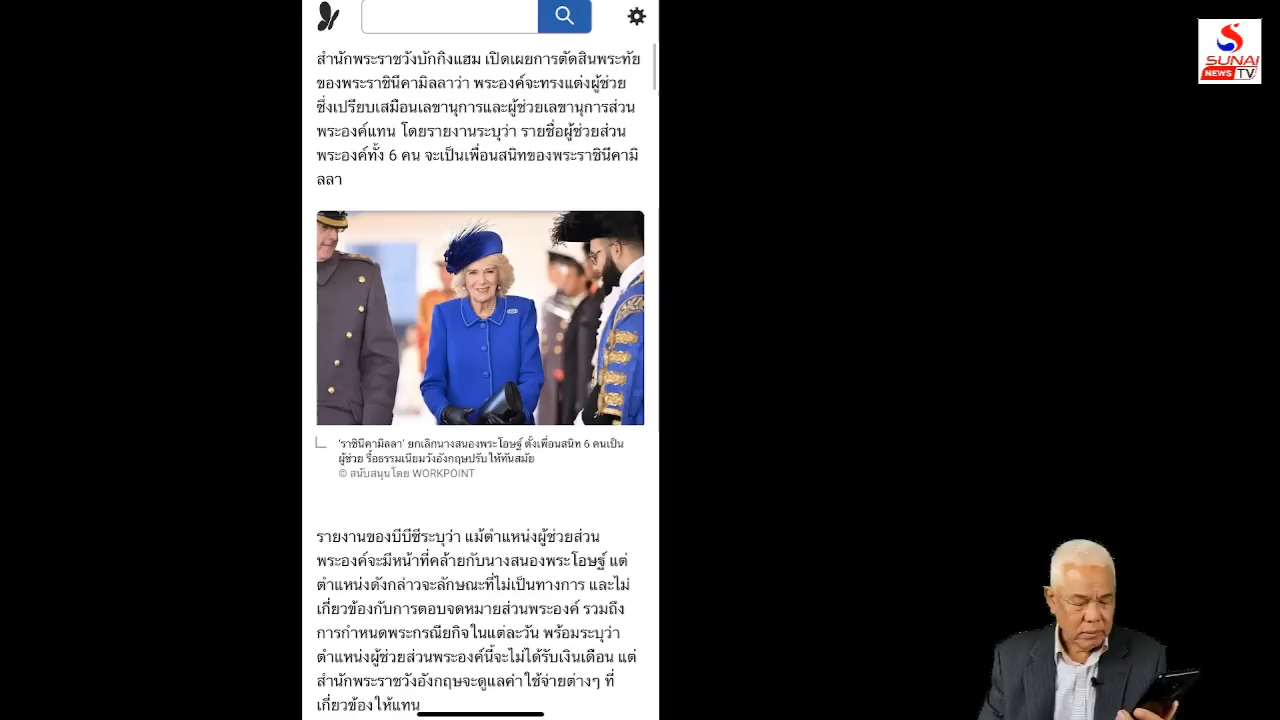 สำนักพระราชวังบักกิงแฮม เปิดเผยการตัดสินพระทัย
ของพระราชินีคามิลลาว่า พระองค์จะทรงแต่งผู้ช่วย
ซึ่งเปรียบเสมือนเลขานุการและผู้ช่วยเลขานุการส่วน
พระองค์แทน โดยรายงานระบุว่า รายชื่อผู้ช่วยส่วน
พระองค์ทั้ง 6 คน จะเป็นเพื่อนสนิทของพระราชินีคามิ
ลลา
'ราชินีคามิลลา' ยกเลิกนางสนองพระโอษฐ์ ตั้งเพื่อนสนิท 6 คนเป็น
ผู้ช่วย รื้อธรรมเนียมวังอังกฤษปรับให้ทันสมัย
© สนับสนุนโดย WORKPOINT
รายงานของบีบีซีระบุว่า แม้ตำแหน่งผู้ช่วยส่วน
พระองค์จะมีหน้าที่คล้ายกับนางสนองพระโอษฐ์ แต่
ตำแหน่งดังกล่าวจะลักษณะที่ไม่เป็นทางการ และไม่
เกี่ยวข้องกับการตอบจดหมายส่วนพระองค์ รวมถึง
การกำหนดพระกรณียกิจในแต่ละวัน พร้อมระบุว่า
ตำแหน่งผู้ช่วยส่วนพระองค์นี้จะไม่ได้รับเงินเดือน แต่
สำนักพระราชวังอังกฤษจะดูแลค่าใช้จ่ายต่างๆ ที่
เกี่ยวข้องให้แทน
SUNAI
NEWS TV